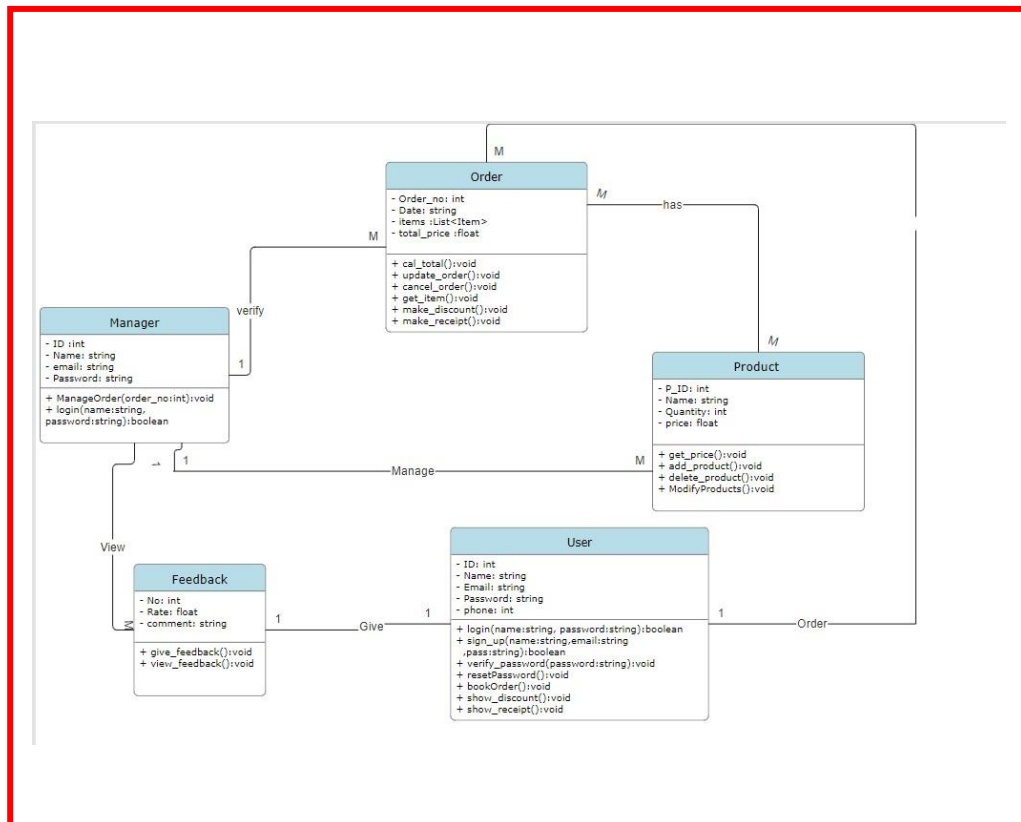 M
Order
- Order_no: int
- Date: string
- items :List<Item>
- total_price :float
+ cal_total():void
+ update_order():void
+ cancel_order():void
+ get_item():void
+ make_discount():void
+ make_receipt():void
M
has
M
M
verify
1
Manager
- ID :int
- Name: string
- email: string
- Password: string
+ ManageOrder(order_no:int):void
+ login(name:string,
password:string):boolean
Product
- P_ID: int
- Name: string
- Quantity: int
- price: float
+ get_price():void
+ add_product():void
+ delete_product():void
+ ModifyProducts():void
1
1
Manage
M
View
M
Feedback
- No: int
- Rate: float
- comment: string
+ give_feedback():void
+ view_feedback():void
1
Give
1
User
- ID: int
- Name: string
- Email: string
- Password: string
- phone: int
+ login(name:string, password:string):boolean
+ sign_up(name:string,email:string
,pass:string):boolean
+ verify_password(password:string):void
+ resetPassword():void
+ bookOrder():void
+ show_discount():void
+ show_receipt():void
1
Order